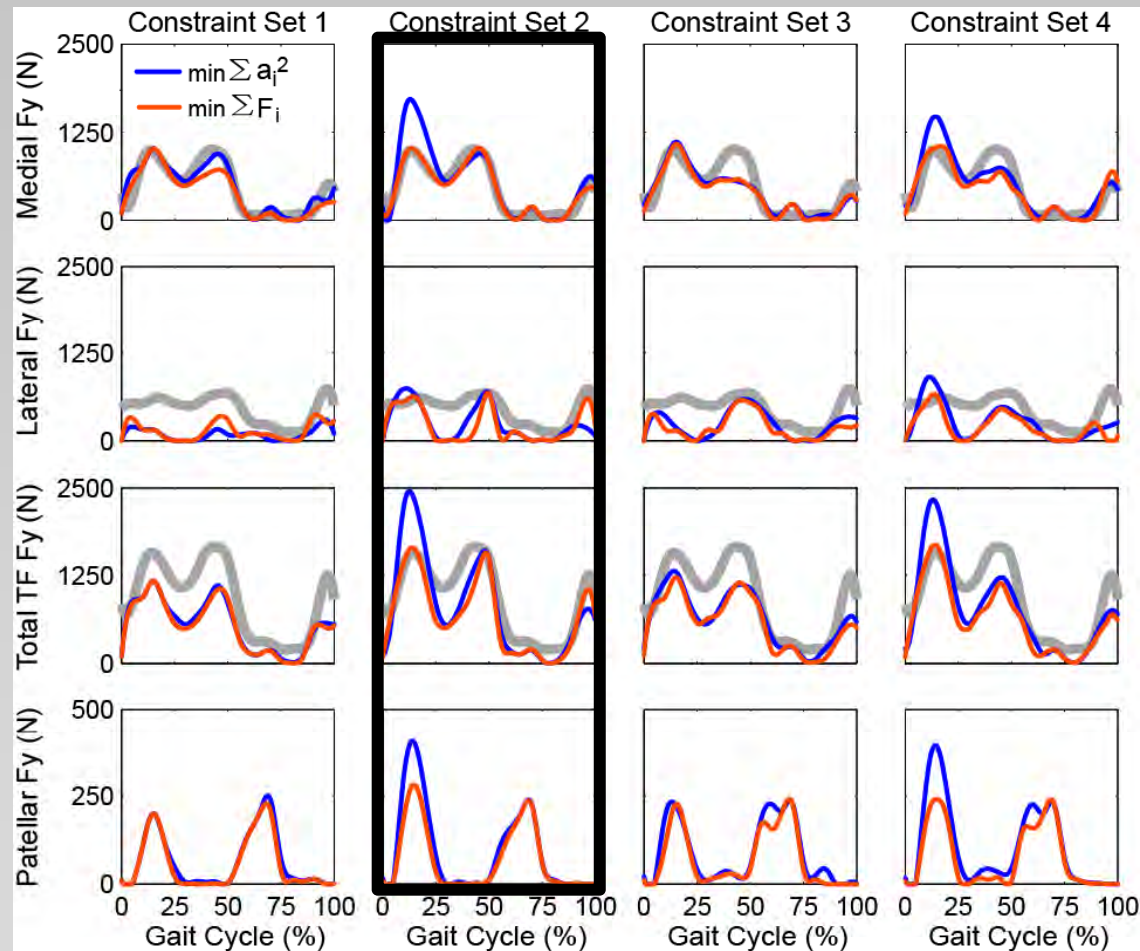 Constraint Set 1 Constraint Set 2 Constraint Set 3 Constraint Set 4
Medial Fy (N)
2500
1250
0
min ∑ aᵢ²
min ∑ Fᵢ
Lateral Fy (N)
2500
1250
0
Total TF Fy (N)
2500
1250
0
Patellar Fy (N)
500
250
0
0 25 50 75 100 0 25 50 75 100 0 25 50 75 100 0 25 50 75 100
Gait Cycle (%) Gait Cycle (%) Gait Cycle (%) Gait Cycle (%)